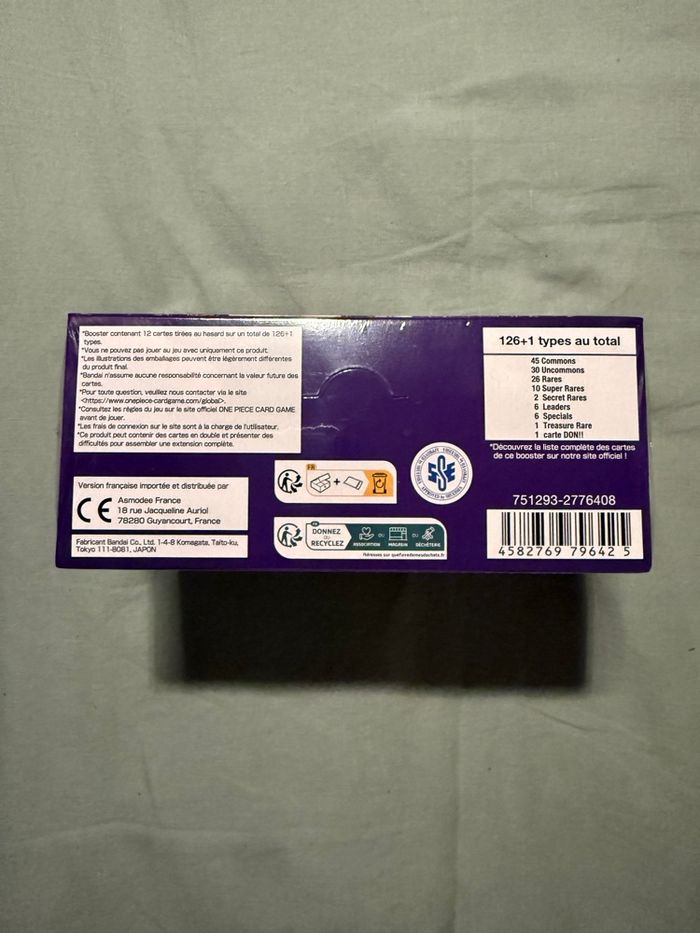 *Booster contenant 12 cartes tirées au hasard sur un total de 126+1
types.
*Vous ne pouvez pas jouer au jeu avec uniquement ce produit.
*Les illustrations des emballages peuvent être légèrement différentes
du produit final.
*Bandai n'assume aucune responsabilité concernant la valeur future des
cartes.
*Pour toute question, veuillez nous contacter via le site
<https://www.onepiece-cardgame.com/global>.
*Consultez les règles du jeu sur le site officiel ONE PIECE CARD GAME
avant de jouer.
*Les frais de connexion sur le site sont à la charge de l'utilisateur.
*Ce produit peut contenir des cartes en double et présenter des
difficultés pour assembler une extension complète.
Version française importée et distribuée par
CE
Asmodee France
18 rue Jacqueline Auriol
78280 Guyancourt, France
Fabricant Bandai Co., Ltd. 1-4-8 Komagata, Taito-ku,
Tokyo 111-8081, JAPON
FR
+
DONNEZ
OU
RECYCLEZ
ASSOCIATION
OU
MAGASIN
OU
DÉCHÈTERIE
Adresses sur quefairedemesdechets.fr
126+1 types au total
45 Commons
30 Uncommons
26 Rares
10 Super Rares
2 Secret Rares
6 Leaders
6 Specials
1 Treasure Rare
1 carte DON!!
*Découvrez la liste complète des cartes
de ce booster sur notre site officiel !
751293-2776408
4582769 79642 5